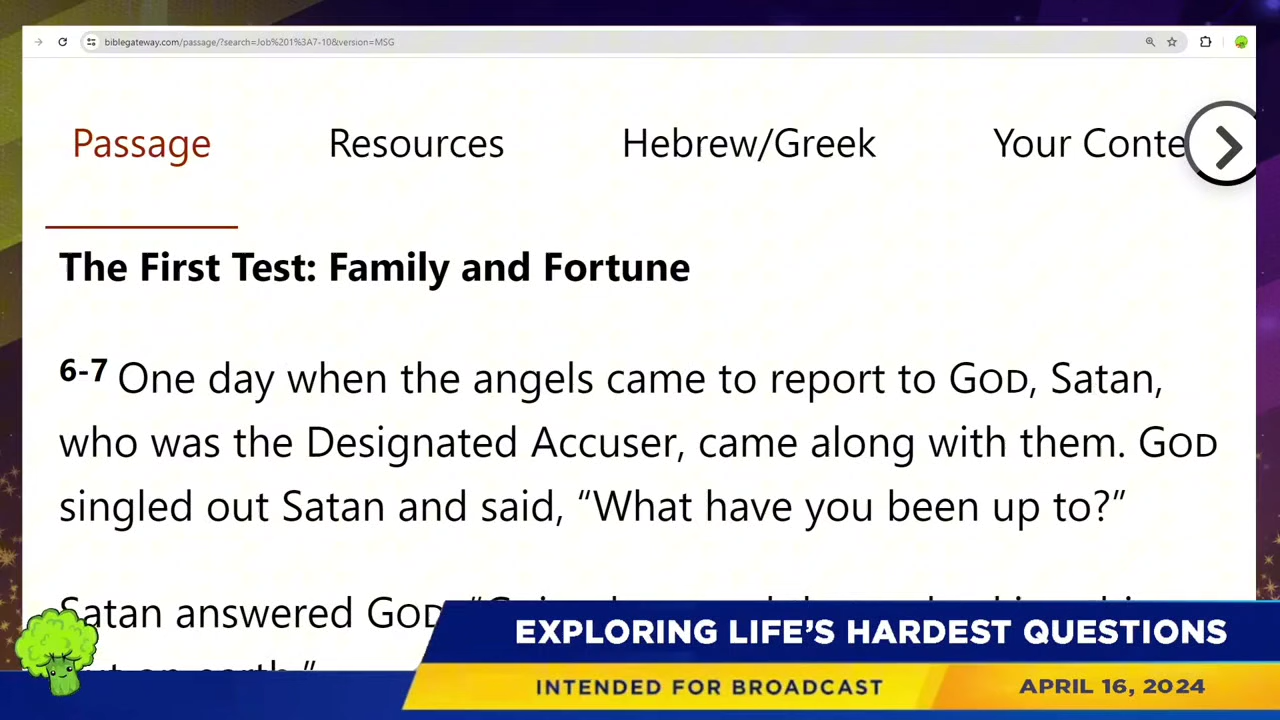 biblegateway.com/passage/?search=Job%201%3A7-10&version=MSG
Passage Resources Hebrew/Greek Your Conte
The First Test: Family and Fortune
6-7 One day when the angels came to report to GOD, Satan,
who was the Designated Accuser, came along with them. GOD
singled out Satan and said, “What have you been up to?”
Satan answered GOD,
earth.”
EXPLORING LIFE’S HARDEST QUESTIONS
INTENDED FOR BROADCAST APRIL 16, 2024